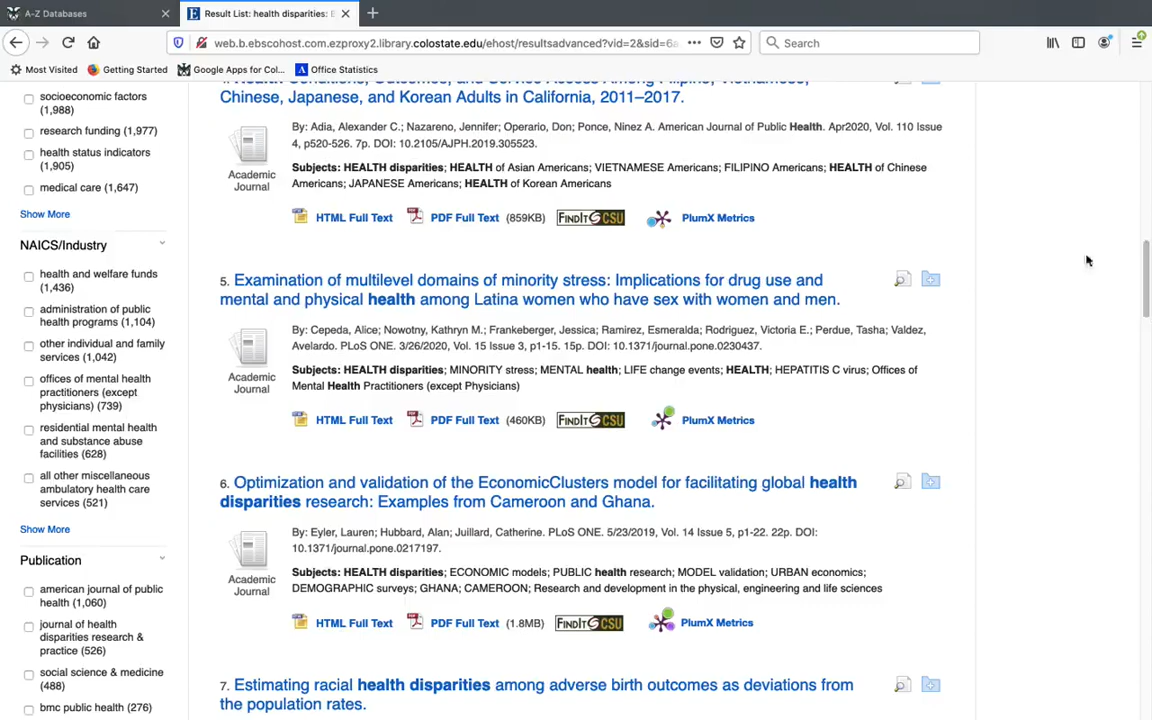 A-Z Databases
Result List: health disparities: E
web.b.ebscohost.com.ezproxy2.library.colostate.edu/ehost/resultsadvanced?vid=2&sid=6a
Search
Most Visited
Getting Started
Google Apps for Col...
Office Statistics
socioeconomic factors
(1,988)
research funding (1,977)
health status indicators
(1,905)
medical care (1,647)
Show More
NAICS/Industry
health and welfare funds
(1,436)
administration of public
health programs (1,104)
other individual and family
services (1,042)
offices of mental health
practitioners (except
physicians) (739)
residential mental health
and substance abuse
facilities (628)
all other miscellaneous
ambulatory health care
services (521)
Show More
Publication
american journal of public
health (1,060)
journal of health
disparities research &
practice (526)
social science & medicine
(488)
bmc public health (276)
4. Health Conditions, Outcomes, and Service Access Among Filipino, Vietnamese,
Chinese, Japanese, and Korean Adults in California, 2011–2017.
Academic
Journal
By: Adia, Alexander C.; Nazareno, Jennifer; Operario, Don; Ponce, Ninez A. American Journal of Public Health. Apr2020, Vol. 110 Issue
4, p520-526. 7p. DOI: 10.2105/AJPH.2019.305523.
Subjects: HEALTH disparities; HEALTH of Asian Americans; VIETNAMESE Americans; FILIPINO Americans; HEALTH of Chinese
Americans; JAPANESE Americans; HEALTH of Korean Americans
HTML Full Text PDF Full Text (859KB) FindIt@CSU PlumX Metrics
5. Examination of multilevel domains of minority stress: Implications for drug use and
mental and physical health among Latina women who have sex with women and men.
Academic
Journal
By: Cepeda, Alice; Nowotny, Kathryn M.; Frankeberger, Jessica; Ramirez, Esmeralda; Rodriguez, Victoria E.; Perdue, Tasha; Valdez,
Avelardo. PLoS ONE. 3/26/2020, Vol. 15 Issue 3, p1-15. 15p. DOI: 10.1371/journal.pone.0230437.
Subjects: HEALTH disparities; MINORITY stress; MENTAL health; LIFE change events; HEALTH; HEPATITIS C virus; Offices of
Mental Health Practitioners (except Physicians)
HTML Full Text PDF Full Text (460KB) FindIt@CSU PlumX Metrics
6. Optimization and validation of the EconomicClusters model for facilitating global health
disparities research: Examples from Cameroon and Ghana.
Academic
Journal
By: Eyler, Lauren; Hubbard, Alan; Juillard, Catherine. PLoS ONE. 5/23/2019, Vol. 14 Issue 5, p1-22. 22p. DOI:
10.1371/journal.pone.0217197.
Subjects: HEALTH disparities; ECONOMIC models; PUBLIC health research; MODEL validation; URBAN economics;
DEMOGRAPHIC surveys; GHANA; CAMEROON; Research and development in the physical, engineering and life sciences
HTML Full Text PDF Full Text (1.8MB) FindIt@CSU PlumX Metrics
7. Estimating racial health disparities among adverse birth outcomes as deviations from
the population rates.